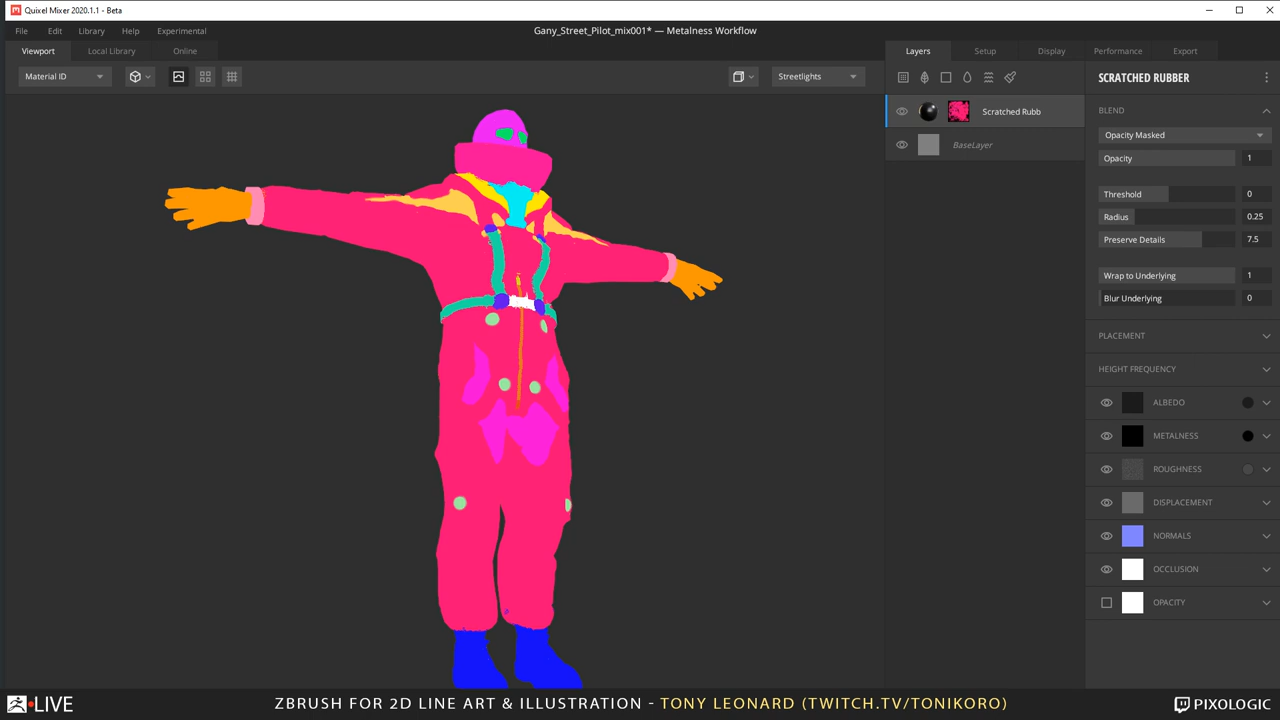 Quixel Mixer 2020.1.1 - Beta
File Edit Library Help Experimental
Gany_Street_Pilot_mix001* — Metalness Workflow
Viewport Local Library Online
Layers Setup Display Performance Export
Material ID
Streetlights
SCRATCHED RUBBER
Scratched Rubb
BaseLayer
BLEND
Opacity Masked
Opacity 1
Threshold 0
Radius 0.25
Preserve Details 7.5
Wrap to Underlying 1
Blur Underlying 0
PLACEMENT
HEIGHT FREQUENCY
ALBEDO
METALNESS
ROUGHNESS
DISPLACEMENT
NORMALS
OCCLUSION
OPACITY
LIVE
ZBRUSH FOR 2D LINE ART & ILLUSTRATION - TONY LEONARD (TWITCH.TV/TONIKORO)
PIXOLOGIC